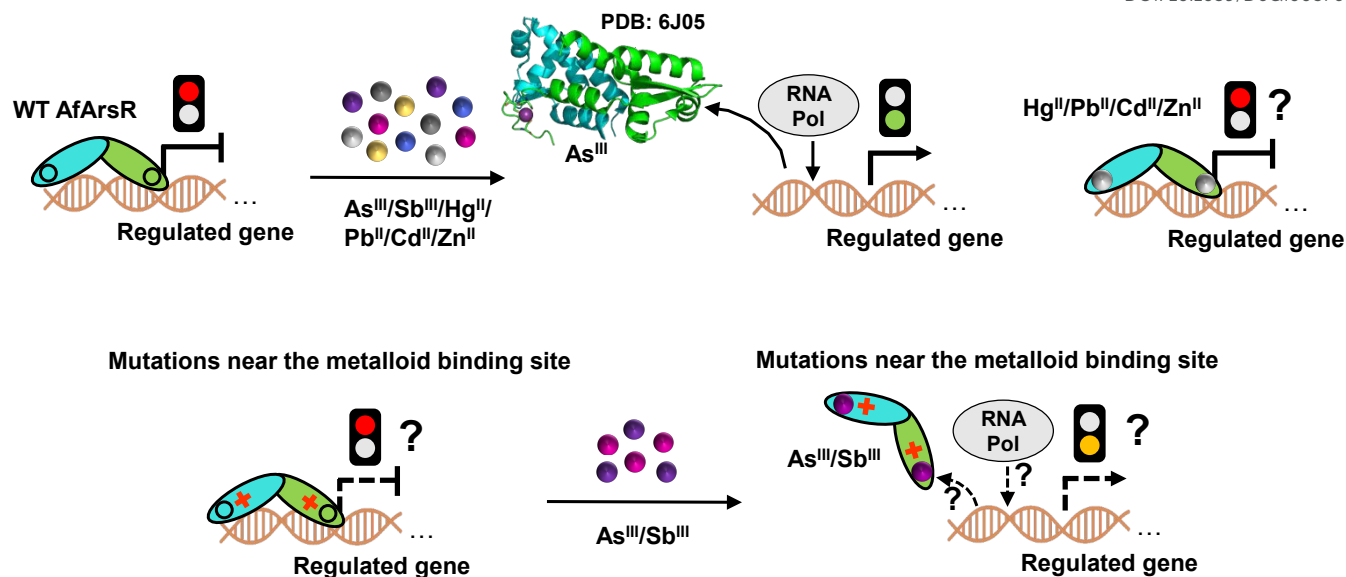 PDB: 6J05
WT AfArsR
As^III
RNA
Pol
Hg^II/Pb^II/Cd^II/Zn^II
?
As^III/Sb^III/Hg^II/
Pb^II/Cd^II/Zn^II
...
Regulated gene
...
Regulated gene
...
Regulated gene
Mutations near the metalloid binding site
Mutations near the metalloid binding site
?
As^III/Sb^III
RNA
Pol
?
?
?
As^III/Sb^III
...
Regulated gene
...
Regulated gene